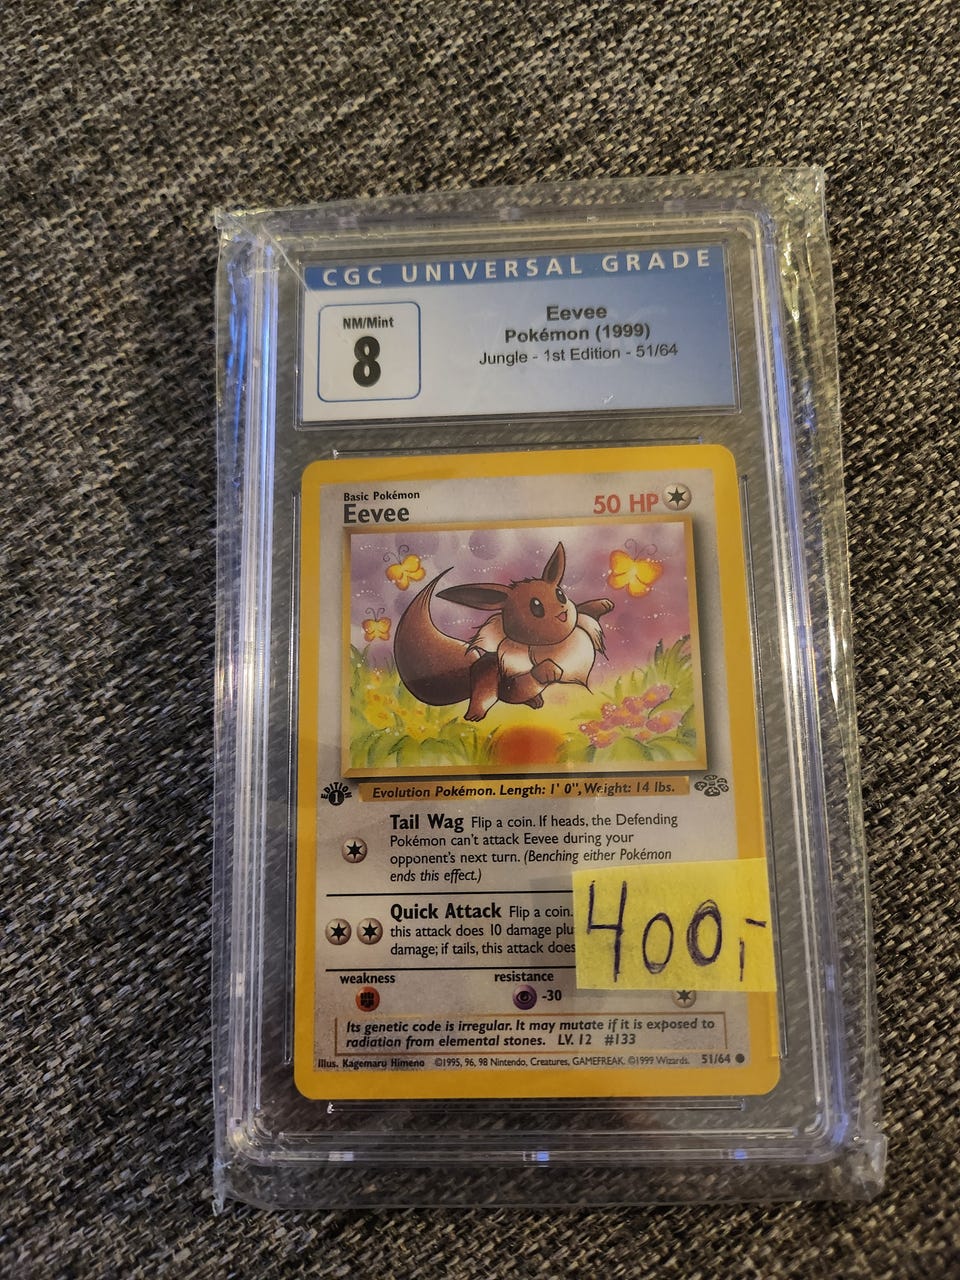 CGC UNIVERSAL GRADE
NM/Mint
8
Eevee
Pokémon (1999)
Jungle - 1st Edition - 51/64
Basic Pokémon
Eevee
50 HP
EDITION
1
Evolution Pokémon. Length: 1' 0", Weight: 14 lbs.
Tail Wag Flip a coin. If heads, the Defending
Pokémon can't attack Eevee during your
opponent's next turn. (Benching either Pokémon
ends this effect.)
Quick Attack Flip a coin.
this attack does 10 damage plu
damage; if tails, this attack does
400,-
weakness
resistance
-30
Its genetic code is irregular. It may mutate if it is exposed to
radiation from elemental stones. LV. 12 #133
Illus. Kagemaru Himeno ©1995, 96, 98 Nintendo, Creatures, GAMEFREAK. ©1999 Wizards. 51/64 ●